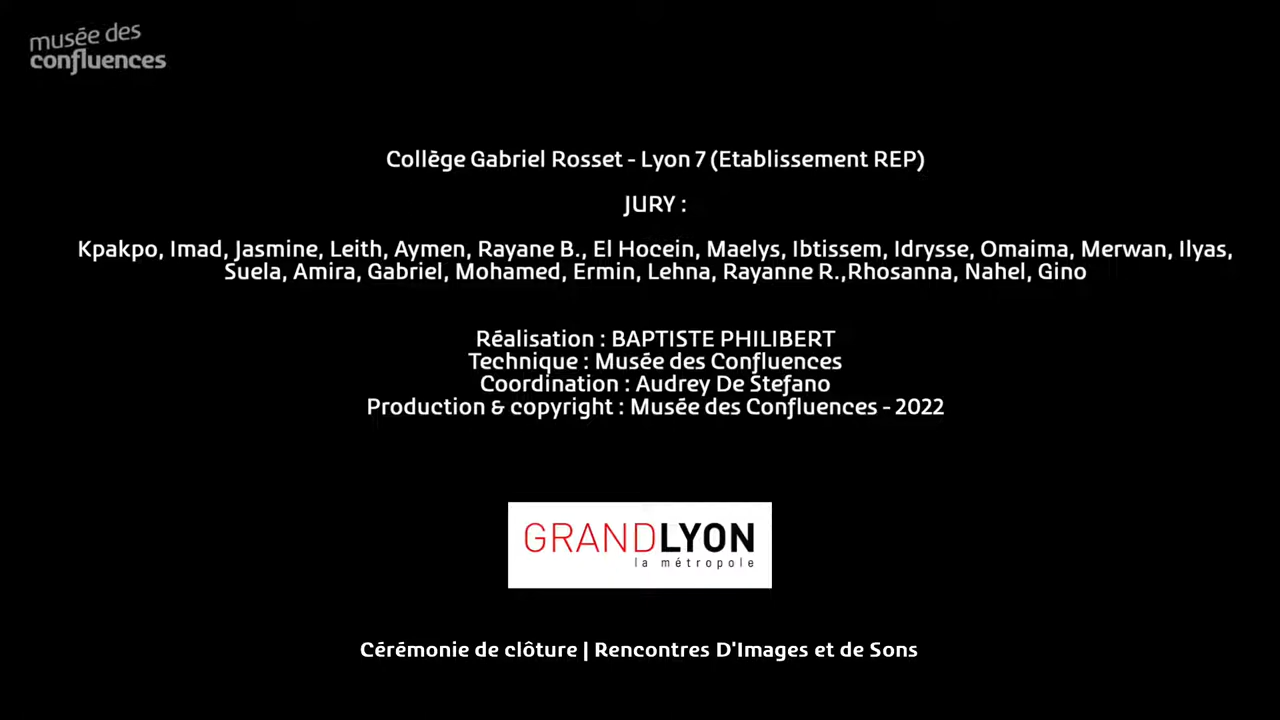 musée des
confluences
Collège Gabriel Rosset - Lyon 7 (Etablissement REP)
JURY :
Kpakpo, Imad, Jasmine, Leith, Aymen, Rayane B., El Hocein, Maelys, Ibtissem, Idrysse, Omaima, Merwan, Ilyas,
Suela, Amira, Gabriel, Mohamed, Ermin, Lehna, Rayanne R.,Rhosanna, Nahel, Gino
Réalisation : BAPTISTE PHILIBERT
Technique : Musée des Confluences
Coordination : Audrey De Stefano
Production & copyright : Musée des Confluences - 2022
GRANDLYON
la métropole
Cérémonie de clôture | Rencontres D'Images et de Sons